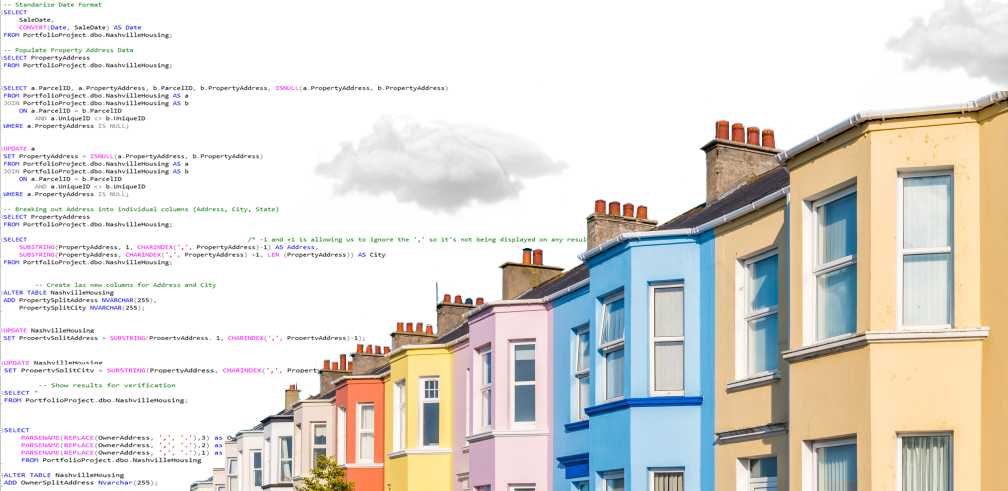 -- Standarize Date Format
SELECT
SaleDate,
CONVERT(Date, SaleDate) AS Date
FROM PortfolioProject.dbo.NashvilleHousing;
-- Populate Property Address Data
SELECT PropertyAddress
FROM PortfolioProject.dbo.NashvilleHousing;
SELECT a.ParcelID, a.PropertyAddress, b.ParcelID, b.PropertyAddress, ISNULL(a.PropertyAddress, b.PropertyAddress)
FROM PortfolioProject.dbo.NashvilleHousing AS a
JOIN PortfolioProject.dbo.NashvilleHousing AS b
ON a.ParcelID = b.ParcelID
AND a.UniqueID <> b.UniqueID
WHERE a.PropertyAddress IS NULL;
UPDATE a
SET PropertyAddress = ISNULL(a.PropertyAddress, b.PropertyAddress)
FROM PortfolioProject.dbo.NashvilleHousing AS a
JOIN PortfolioProject.dbo.NashvilleHousing AS b
ON a.ParcelID = b.ParcelID
AND a.UniqueID <> b.UniqueID
WHERE a.PropertyAddress IS NULL;
-- Breaking out Address into individual columns (Address, City, State)
SELECT PropertyAddress
FROM PortfolioProject.dbo.NashvilleHousing;
SELECT /* -1 and +1 is allowing us to ignore the ',' so it's not being displayed on any resul
SUBSTRING(PropertyAddress, 1, CHARINDEX(',', PropertyAddress)-1) AS Address,
SUBSTRING(PropertyAddress, CHARINDEX(',', PropertyAddress) +1, LEN (PropertyAddress)) AS City
FROM PortfolioProject.dbo.NashvilleHousing;
-- Create las new columns for Address and City
ALTER TABLE NashvilleHousing
ADD PropertySplitAddress NVARCHAR(255),
PropertySplitCity NVARCHAR(255);
UPDATE NashvilleHousing
SET PropertySplitAddress = SUBSTRING(PropertyAddress, 1, CHARINDEX(',', PropertyAddress)-1);
UPDATE NashvilleHousing
SET PropertySplitCity = SUBSTRING(PropertyAddress, CHARINDEX(',', Property
-- Show results for verification
SELECT *
FROM PortfolioProject.dbo.NashvilleHousing;
SELECT
PARSENAME(REPLACE(OwnerAddress, ',', '.'),3) as O
PARSENAME(REPLACE(OwnerAddress, ',', '.'),2) as
PARSENAME(REPLACE(OwnerAddress, ',', '.'),1) as
FROM PortfolioProject.dbo.NashvilleHousing
ALTER TABLE NashvilleHousing
ADD OwnerSplitAddress Nvarchar(255);